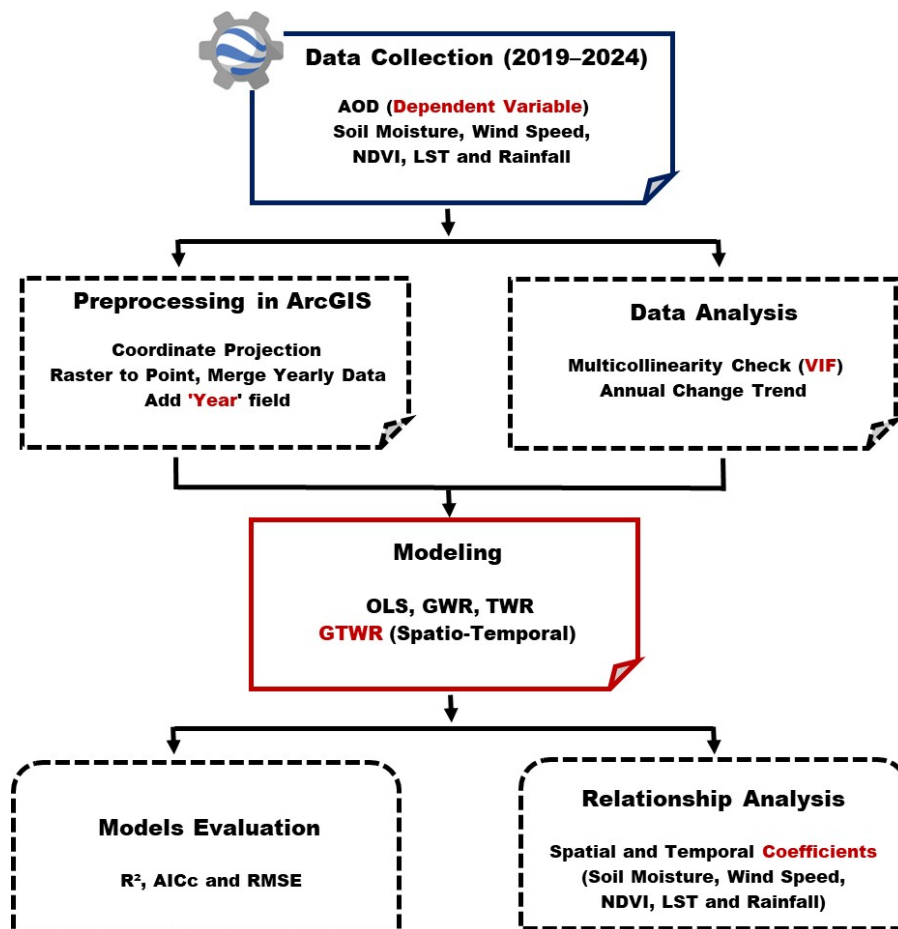 Data Collection (2019–2024)
AOD (Dependent Variable)
Soil Moisture, Wind Speed,
NDVI, LST and Rainfall
Preprocessing in ArcGIS
Coordinate Projection
Raster to Point, Merge Yearly Data
Add 'Year' field
Data Analysis
Multicollinearity Check (VIF)
Annual Change Trend
Modeling
OLS, GWR, TWR
GTWR (Spatio-Temporal)
Models Evaluation
R², AICc and RMSE
Relationship Analysis
Spatial and Temporal Coefficients
(Soil Moisture, Wind Speed,
NDVI, LST and Rainfall)